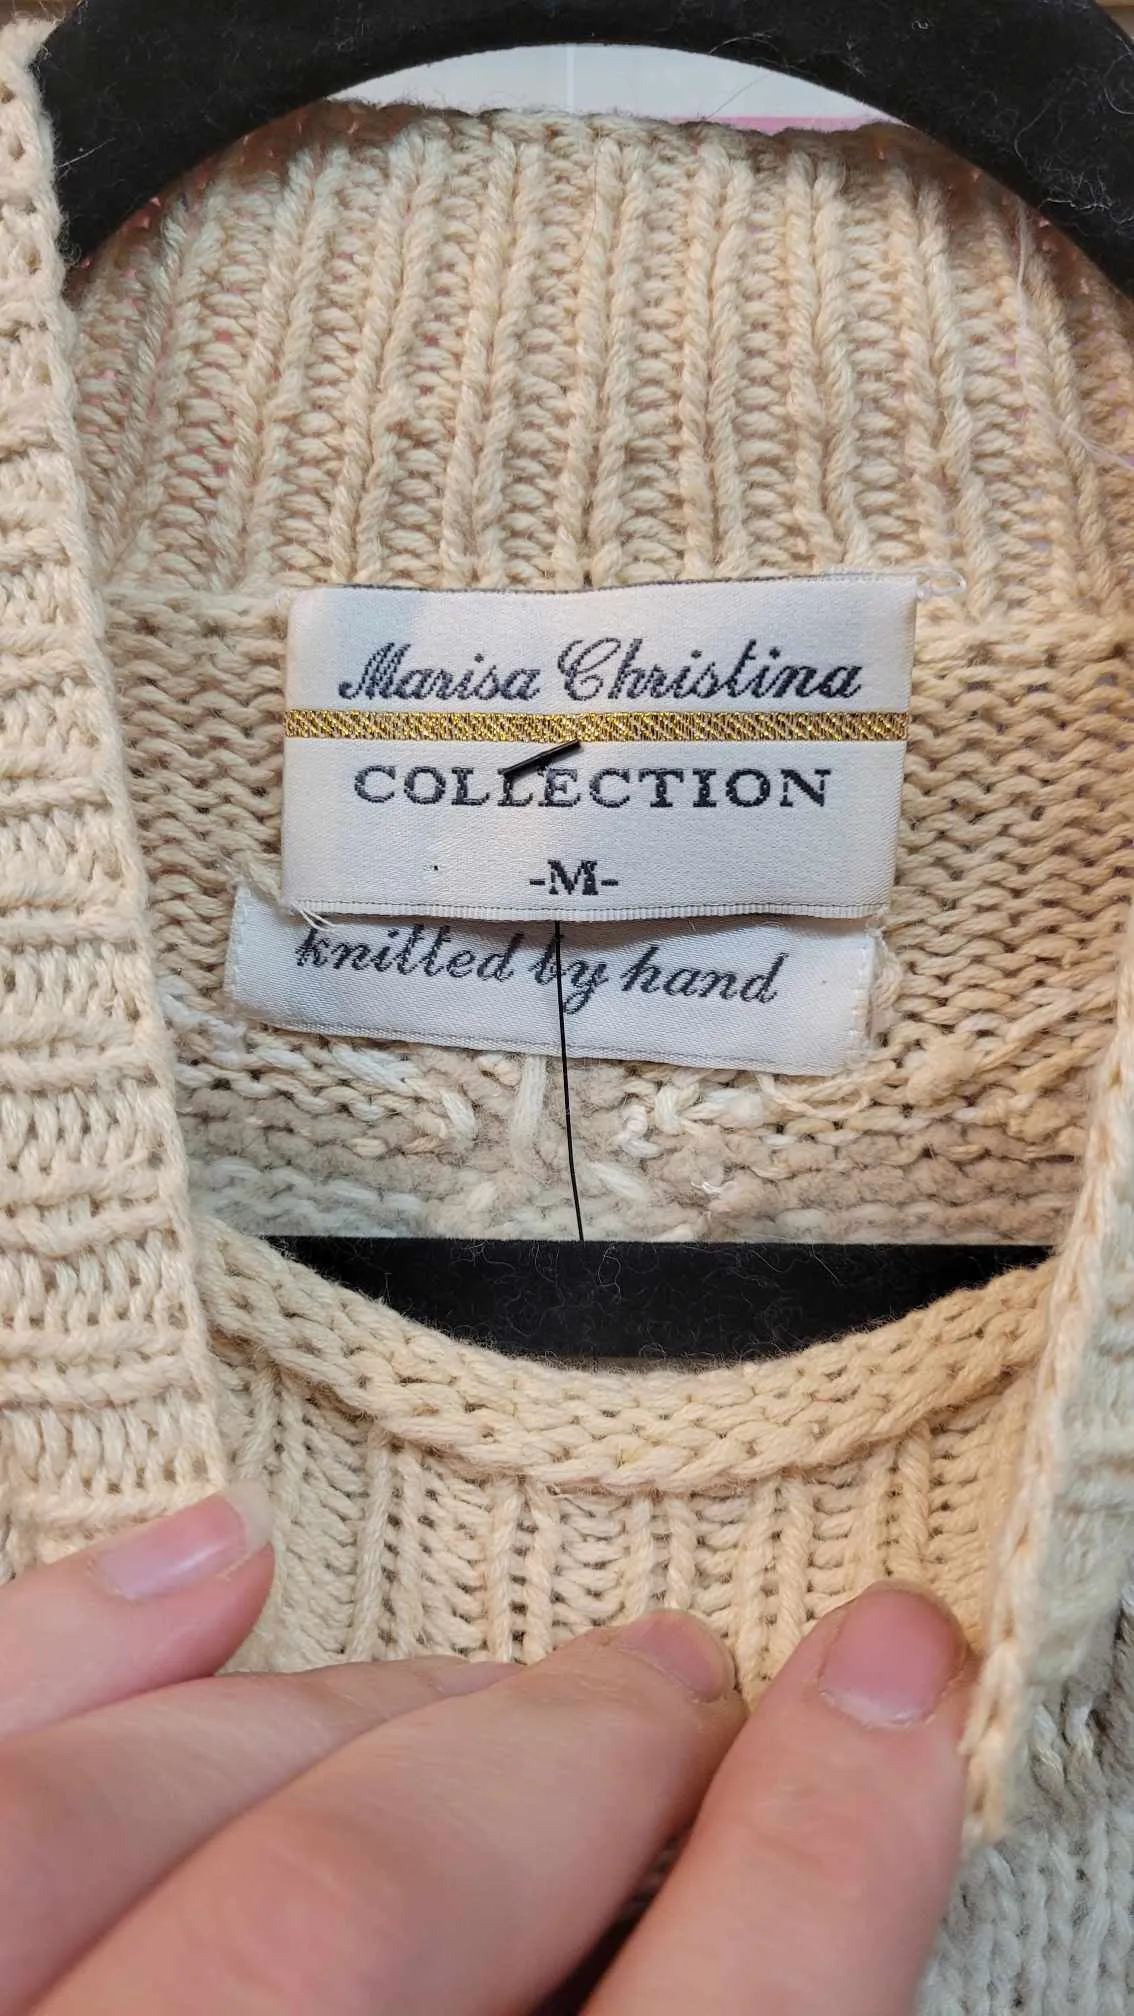 Marisa Christina
COLLECTION
-M-
knitted by hand